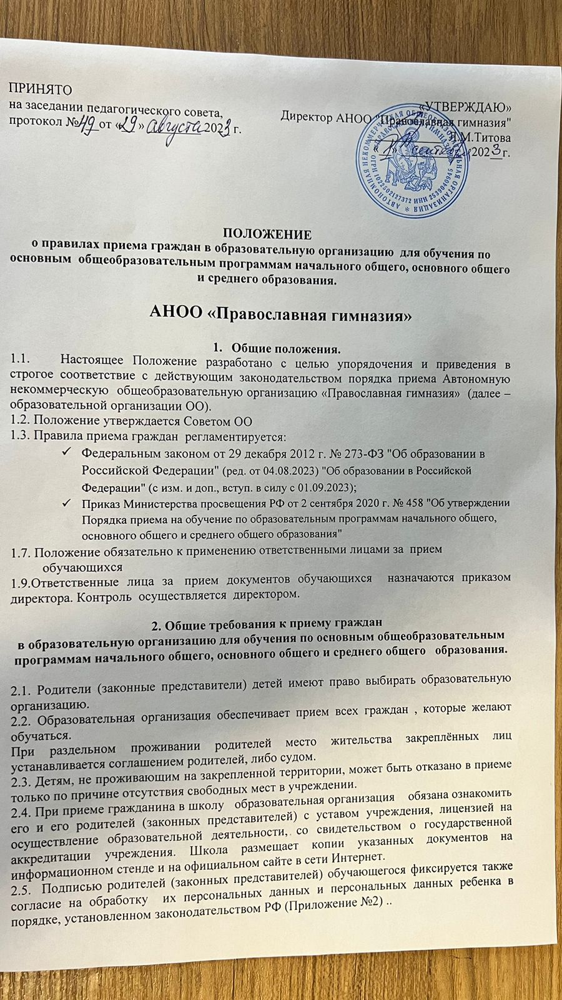 ПРИНЯТО
на заседании педагогического совета,
протокол №49 от «29» августа 2023 г.
«УТВЕРЖДАЮ»
Директор АНОО "Православная гимназия"
Л.М.Титова
«1» сентября 2023 г.
АВТОНОМНАЯ НЕКОММЕРЧЕСКАЯ ОБЩЕОБРАЗОВАТЕЛЬНАЯ ОРГАНИЗАЦИЯ *
"ПРАВОСЛАВНАЯ ГИМНАЗИЯ"
ОГРН 1022502127372 ИНН 2539040945
ПОЛОЖЕНИЕ
о правилах приема граждан в образовательную организацию для обучения по
основным общеобразовательным программам начального общего, основного общего
и среднего образования.
АНОО «Православная гимназия»
1. Общие положения.
1.1. Настоящее Положение разработано с целью упорядочения и приведения в
строгое соответствие с действующим законодательством порядка приема Автономную
некоммерческую общеобразовательную организацию «Православная гимназия» (далее –
образовательной организации ОО).
1.2. Положение утверждается Советом ОО
1.3. Правила приема граждан регламентируется:
✓ Федеральным законом от 29 декабря 2012 г. № 273-ФЗ "Об образовании в
Российской Федерации" (ред. от 04.08.2023) "Об образовании в Российской
Федерации" (с изм. и доп., вступ. в силу с 01.09.2023);
✓ Приказ Министерства просвещения РФ от 2 сентября 2020 г. № 458 "Об утверждении
Порядка приема на обучение по образовательным программам начального общего,
основного общего и среднего общего образования"
1.7. Положение обязательно к применению ответственными лицами за прием
обучающихся
1.9.Ответственные лица за прием документов обучающихся назначаются приказом
директора. Контроль осуществляется директором.
2. Общие требования к приему граждан
в образовательную организацию для обучения по основным общеобразовательным
программам начального общего, основного общего и среднего общего образования.
2.1. Родители (законные представители) детей имеют право выбирать образовательную
организацию.
2.2. Образовательная организация обеспечивает прием всех граждан , которые желают
обучаться.
При раздельном проживании родителей место жительства закреплённых лиц
устанавливается соглашением родителей, либо судом.
2.3. Детям, не проживающим на закрепленной территории, может быть отказано в приеме
только по причине отсутствия свободных мест в учреждении.
2.4. При приеме гражданина в школу образовательная организация обязана ознакомить
его и его родителей (законных представителей) с уставом учреждения, лицензией на
осуществление образовательной деятельности, со свидетельством о государственной
аккредитации учреждения. Школа размещает копии указанных документов на
информационном стенде и на официальном сайте в сети Интернет.
2.5. Подписью родителей (законных представителей) обучающегося фиксируется также
согласие на обработку их персональных данных и персональных данных ребенка в
порядке, установленном законодательством РФ (Приложение №2) ..